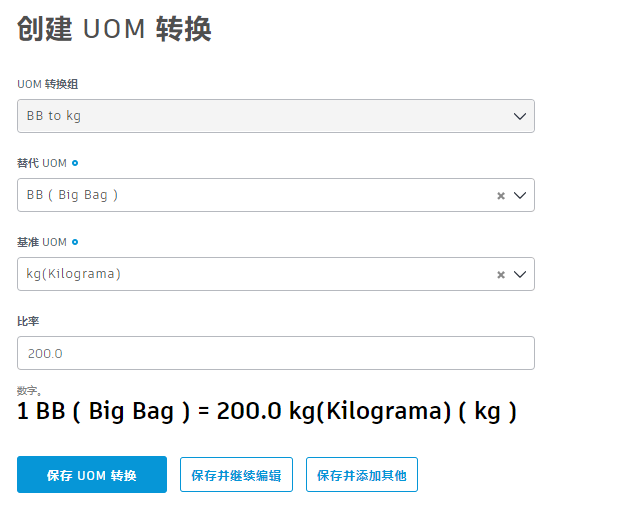 创建 UOM 转换
UOM 转换组
BB to kg
替代 UOM
BB ( Big Bag )
基准 UOM
kg(Kilograma)
比率
200.0
数字。
1 BB ( Big Bag ) = 200.0 kg(Kilograma) ( kg )
保存 UOM 转换 保存并继续编辑 保存并添加其他